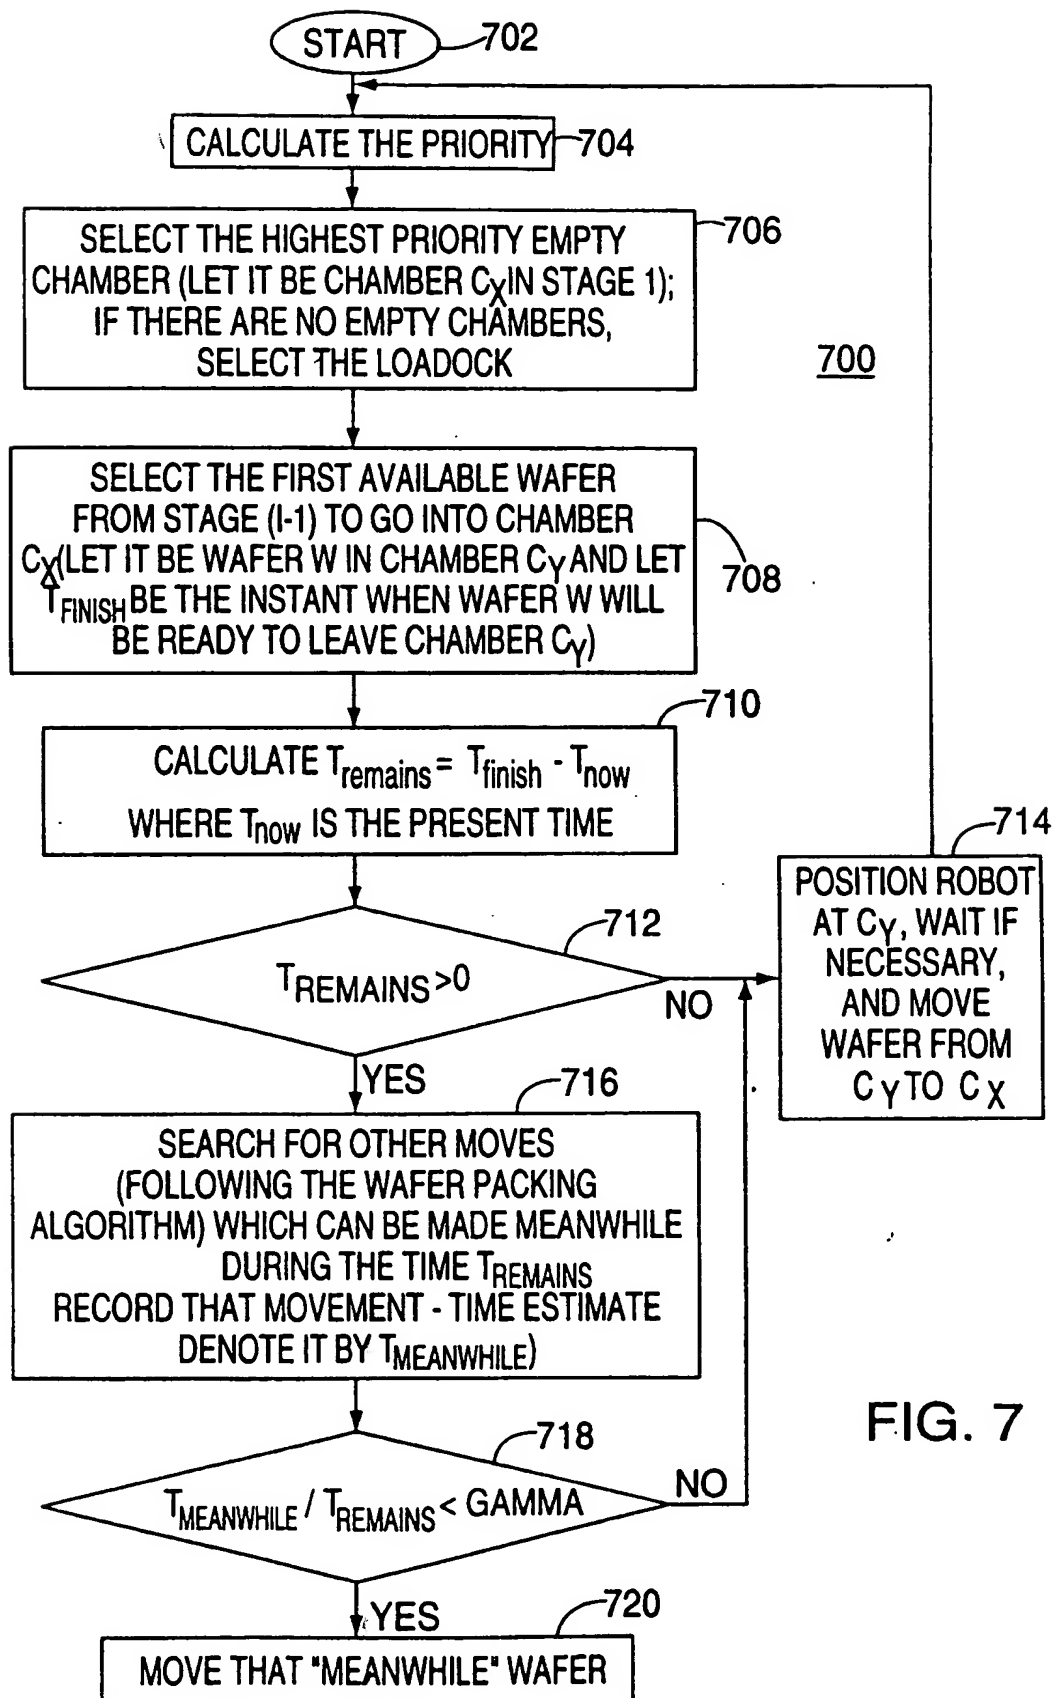 START
702
CALCULATE THE PRIORITY
704
SELECT THE HIGHEST PRIORITY EMPTY
CHAMBER (LET IT BE CHAMBER CX IN STAGE 1);
IF THERE ARE NO EMPTY CHAMBERS,
SELECT THE LOADOCK
706
700
SELECT THE FIRST AVAILABLE WAFER
FROM STAGE (I-1) TO GO INTO CHAMBER
CX (LET IT BE WAFER W IN CHAMBER CY AND LET
TFINISH BE THE INSTANT WHEN WAFER W WILL
BE READY TO LEAVE CHAMBER CY)
708
710
CALCULATE Tremains = Tfinish - Tnow
WHERE Tnow IS THE PRESENT TIME
712
TREMAINS >0
NO
YES
714
POSITION ROBOT
AT CY, WAIT IF
NECESSARY,
AND MOVE
WAFER FROM
CY TO CX
716
SEARCH FOR OTHER MOVES
(FOLLOWING THE WAFER PACKING
ALGORITHM) WHICH CAN BE MADE MEANWHILE
DURING THE TIME TREMAINS
RECORD THAT MOVEMENT - TIME ESTIMATE
DENOTE IT BY TMEANWHILE)
718
TMEANWHILE / TREMAINS < GAMMA
NO
YES
FIG. 7
720
MOVE THAT "MEANWHILE" WAFER